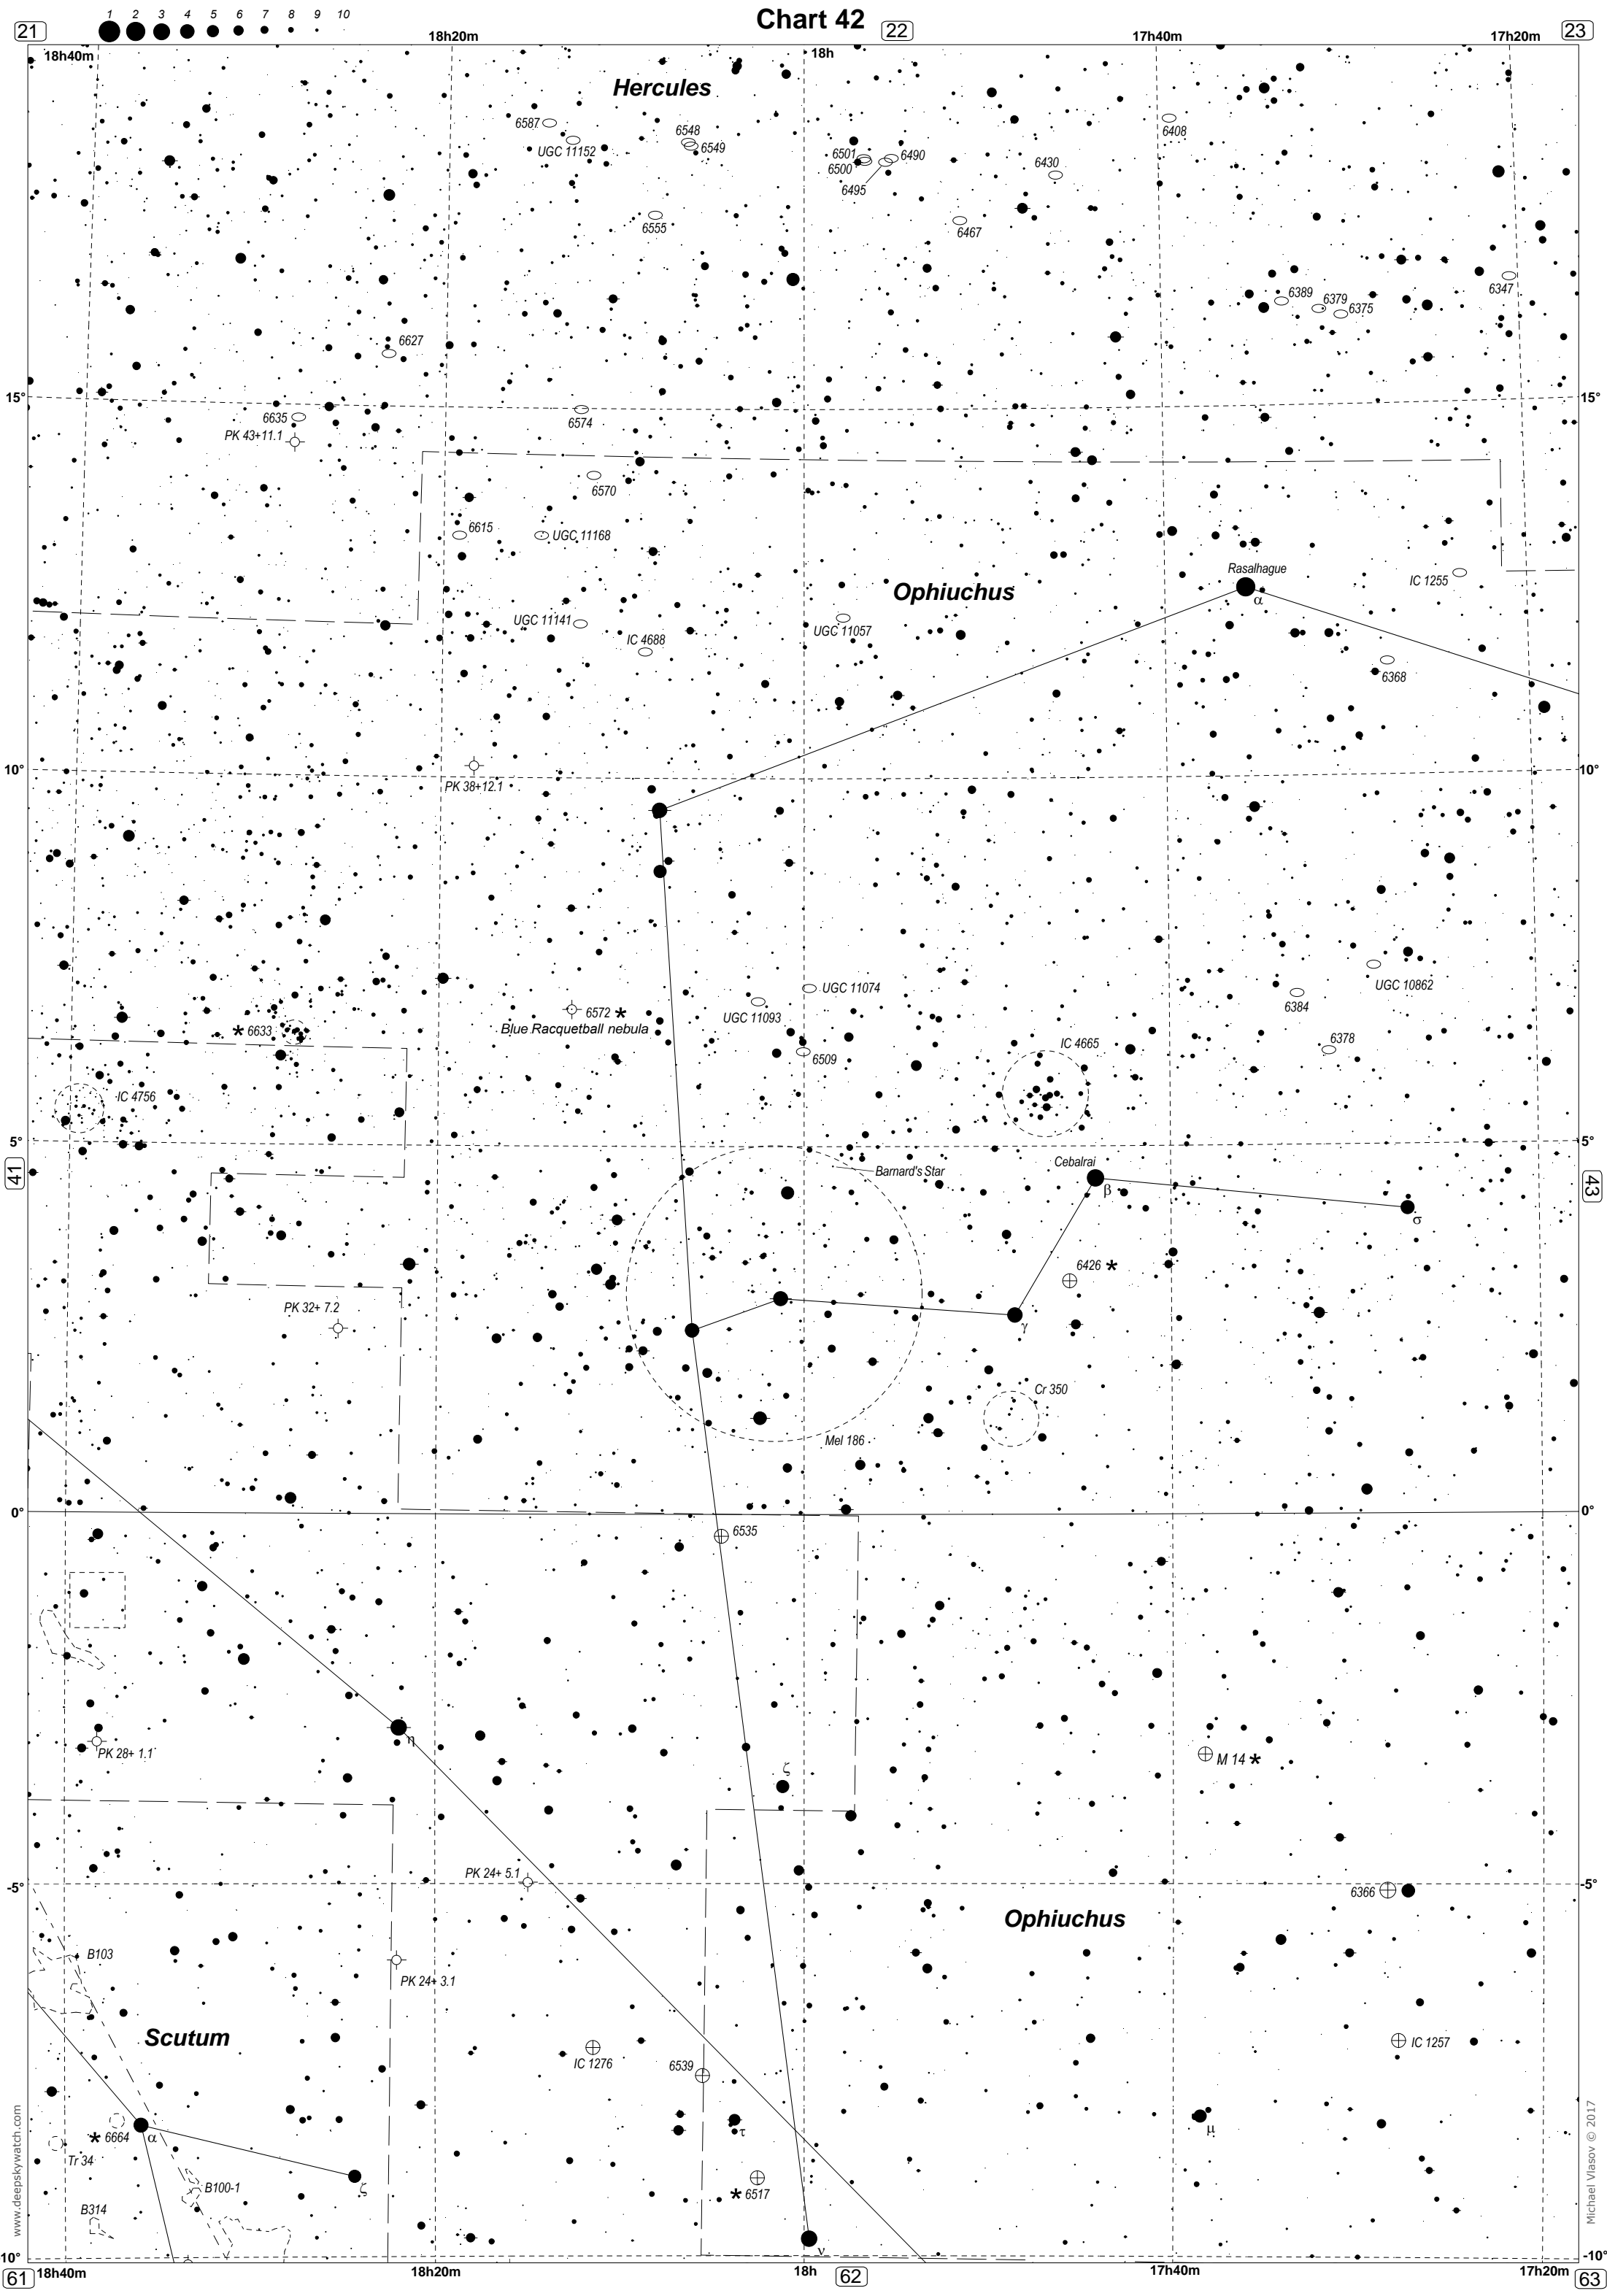 Chart 42
21
1 2 3 4 5 6 7 8 9 10
22
23
18h40m
18h20m
18h
17h40m
17h20m
Hercules
6587
UGC 11152
6548
6549
6501
6500
6490
6495
6430
6408
6555
6467
6347
6389
6379
6375
6627
15°
15°
6635
PK 43+11.1
6574
6570
6615
UGC 11168
Rasalhague
α
IC 1255
Ophiuchus
UGC 11141
IC 4688
UGC 11057
6368
10°
10°
PK 38+12.1
UGC 11074
UGC 11093
UGC 10862
6384
6572 *
Blue Racquetball nebula
* 6633
6509
IC 4665
6378
IC 4756
5°
5°
41
43
Barnard's Star
Cebalrai
β
σ
6426 *
PK 32+ 7.2
γ
Cr 350
Mel 186
0°
0°
6535
η
PK 28+ 1.1
M 14 *
ζ
PK 24+ 5.1
-5°
-5°
6366
Ophiuchus
B103
PK 24+ 3.1
Scutum
IC 1276
6539
IC 1257
* 6664
α
Tr 34
τ
μ
ζ
B100-1
* 6517
B314
ν
10°
-10°
61
18h40m
18h20m
18h
62
17h40m
17h20m
63
www.deepskywatch.com
Michael Vlasov © 2017